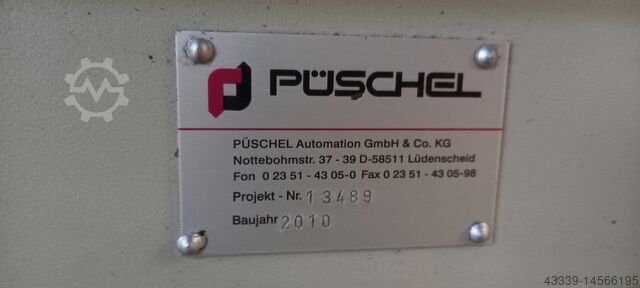 PÜSCHEL
PÜSCHEL Automation GmbH & Co. KG
Nottebohmstr. 37 - 39 D-58511 Lüdenscheid
Fon 0 23 51 - 43 05-0 Fax 0 23 51 - 43 05-98
Projekt - Nr. 13489
Baujahr 2010
43339-14566195